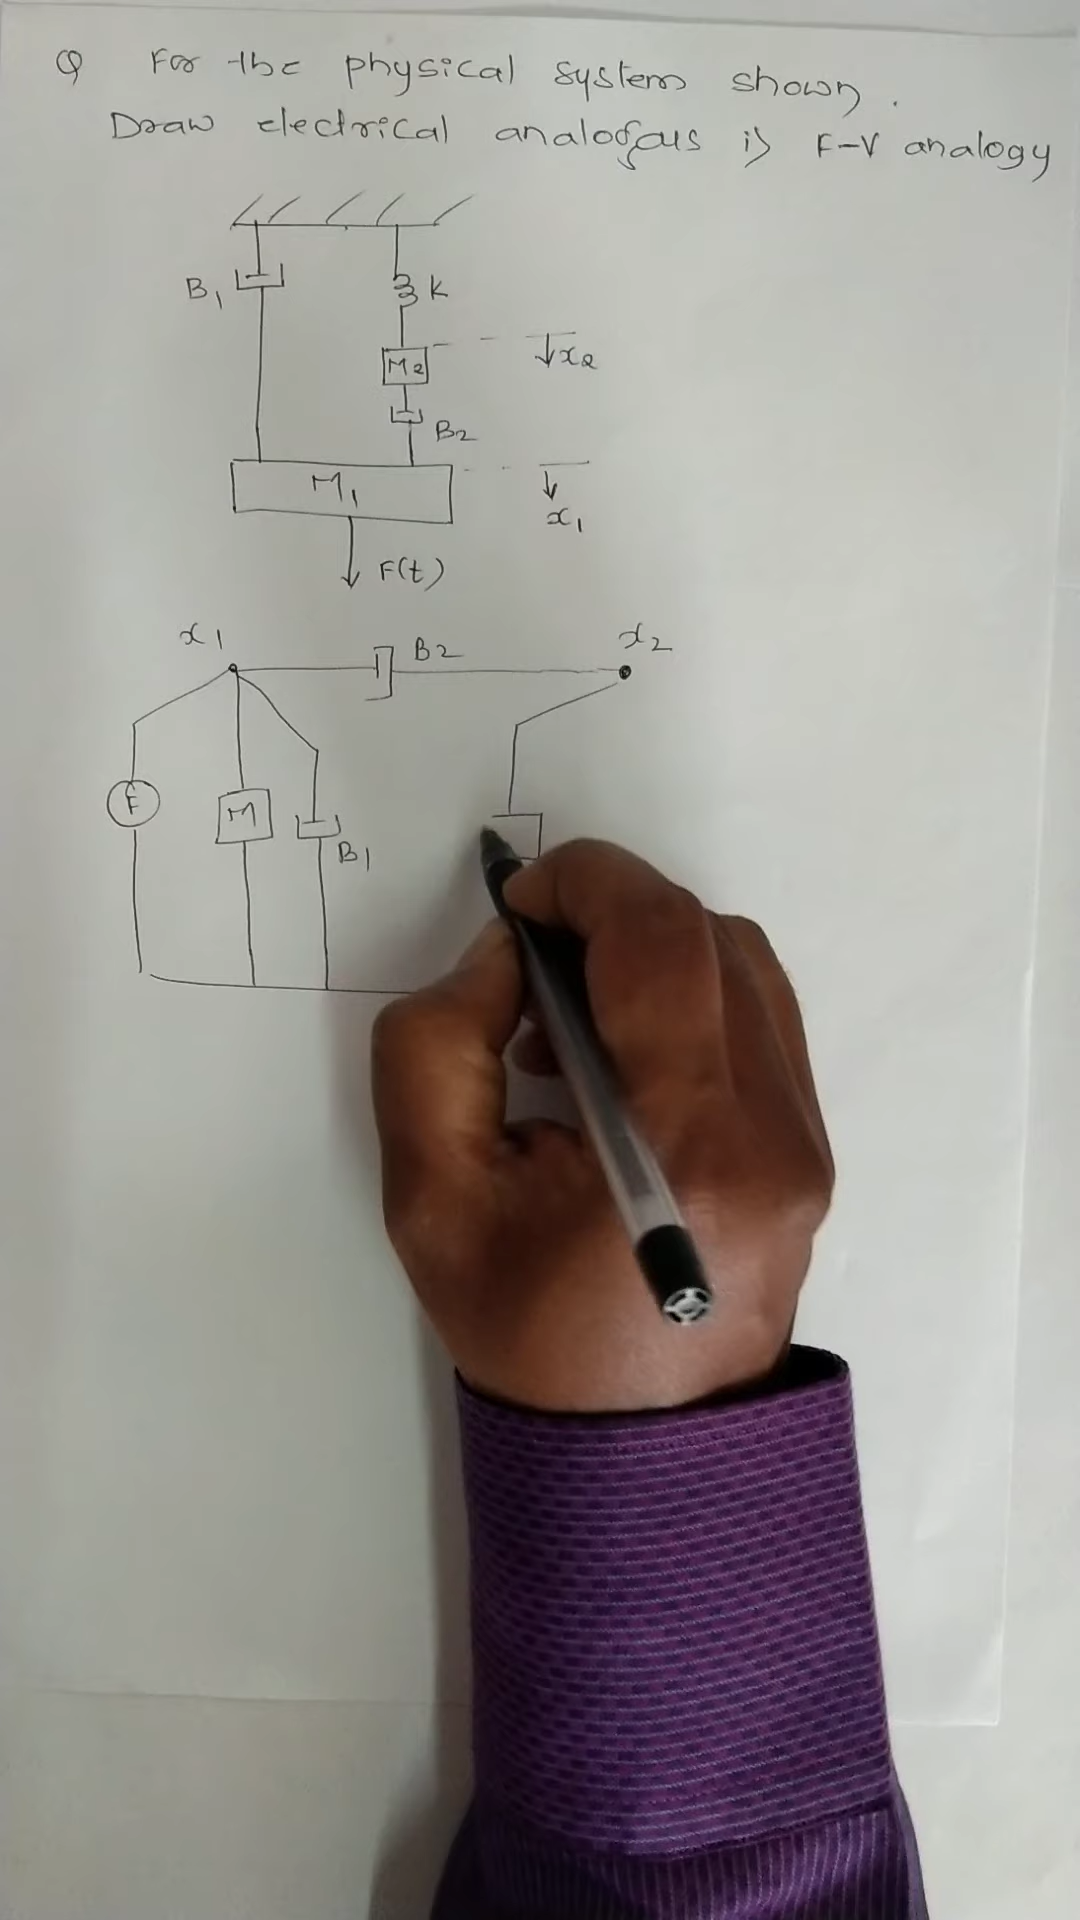 Q For the physical system shown.
Draw electrical analogous i) F-V analogy
B1
K
M2
x2
B2
M1
x1
F(t)
x1
B2
x2
F
M
B1